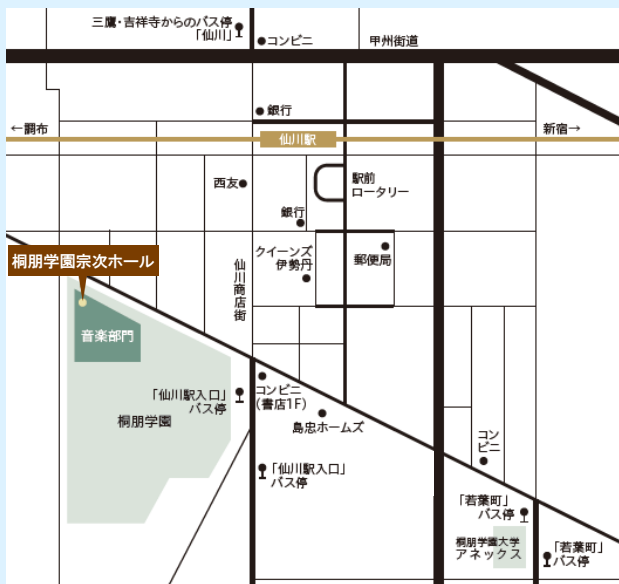 三鷹・吉祥寺からのバス停
「仙川」
コンビニ
甲州街道
銀行
←調布
仙川駅
新宿→
西友
駅前
ロータリー
銀行
クイーンズ
伊勢丹
郵便局
桐朋学園宗次ホール
仙川商店街
音楽部門
「仙川駅入口」
バス停
コンビニ
(書店1F)
桐朋学園
島忠ホームズ
コン
ビニ
「仙川駅入口」
バス停
「若葉町」
バス停
桐朋学園大学
アネックス
「若葉町」
バス停